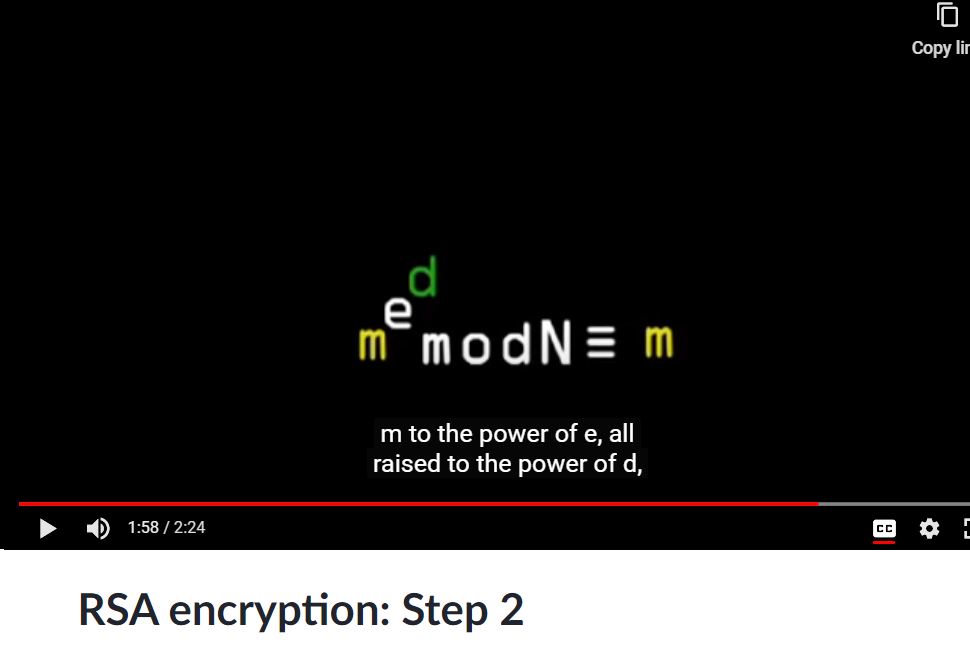 Copy lin
m^e^d modN ≡ m
m to the power of e, all
raised to the power of d,
1:58 / 2:24
CC
RSA encryption: Step 2